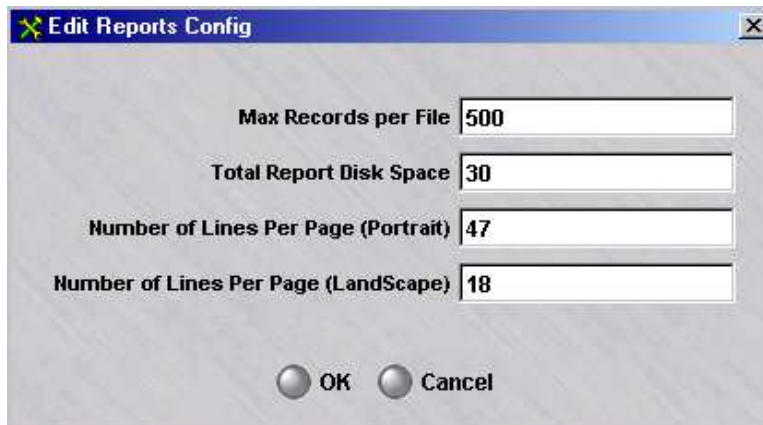 Edit Reports Config
Max Records per File 500
Total Report Disk Space 30
Number of Lines Per Page (Portrait) 47
Number of Lines Per Page (LandScape) 18
OK Cancel